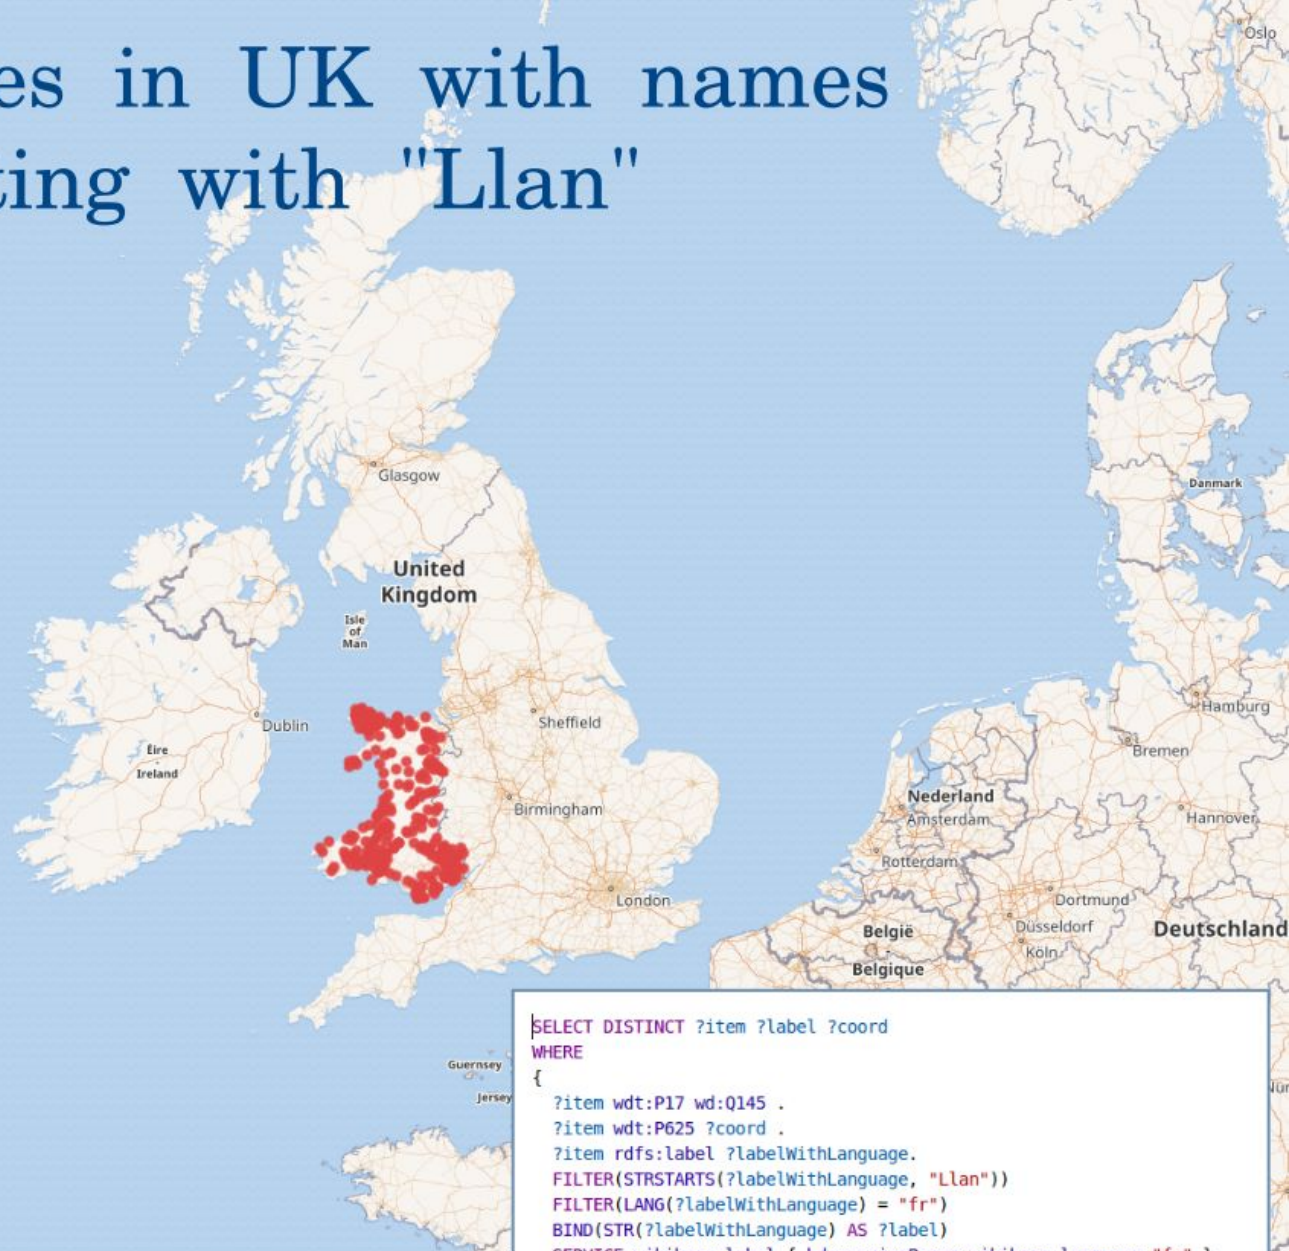 es in UK with names
ting with "Llan"
Oslo
Glasgow
United
Kingdom
Isle
of
Man
Danmark
Dublin
Éire
-
Ireland
Sheffield
Birmingham
London
Hamburg
Bremen
Nederland
Amsterdam
Hannover
Rotterdam
Dortmund
Düsseldorf
Köln
België
-
Belgique
Deutschland
Guernsey
Jersey
SELECT DISTINCT ?item ?label ?coord
WHERE
{
?item wdt:P17 wd:Q145 .
?item wdt:P625 ?coord .
?item rdfs:label ?labelWithLanguage.
FILTER(STRSTARTS(?labelWithLanguage, "Llan"))
FILTER(LANG(?labelWithLanguage) = "fr")
BIND(STR(?labelWithLanguage) AS ?label)